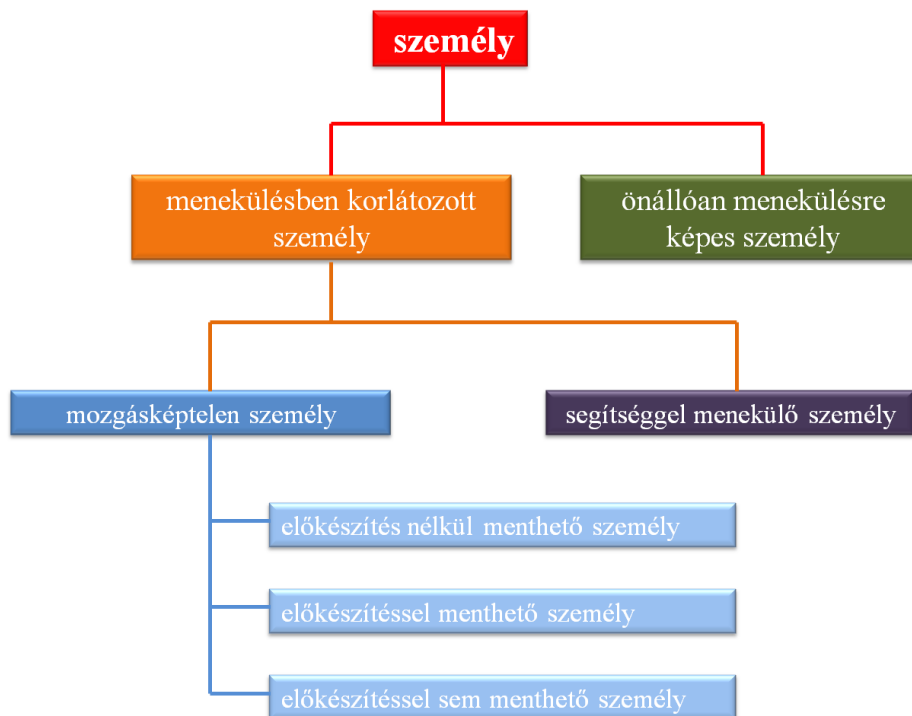 személy
menekülésben korlátozott
személy
önállóan menekülésre
képes személy
mozgásképtelen személy
segítséggel menekülő személy
előkészítés nélkül menthető személy
előkészítéssel menthető személy
előkészítéssel sem menthető személy